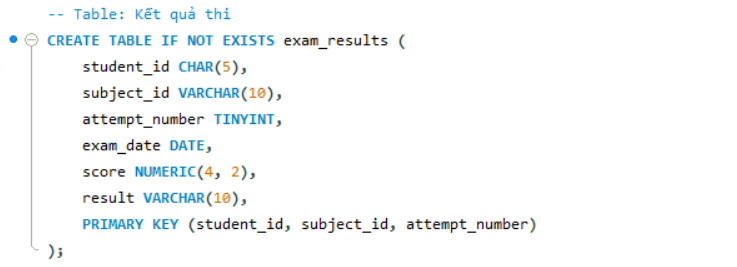 -- Table: Kết quả thi
CREATE TABLE IF NOT EXISTS exam_results (
student_id CHAR(5),
subject_id VARCHAR(10),
attempt_number TINYINT,
exam_date DATE,
score NUMERIC(4, 2),
result VARCHAR(10),
PRIMARY KEY (student_id, subject_id, attempt_number)
);